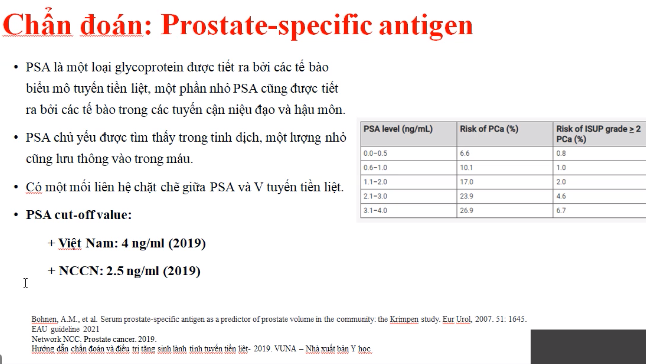 Chẩn đoán: Prostate-specific antigen
• PSA là một loại glycoprotein được tiết ra bởi các tế bào
biểu mô tuyến tiền liệt, một phần nhỏ PSA cũng được tiết
ra bởi các tế bào trong các tuyến cận niệu đạo và hậu môn.
• PSA chủ yếu được tìm thấy trong tinh dịch, một lượng nhỏ
cũng lưu thông vào trong máu.
• Có một mối liên hệ chặt chẽ giữa PSA và V tuyến tiền liệt.
• PSA cut-off value:
+ Việt Nam: 4 ng/ml (2019)
+ NCCN: 2.5 ng/ml (2019)
PSA level (ng/mL) Risk of PCa (%) Risk of ISUP grade ≥ 2
PCa (%)
0.0–0.5 6.6 0.8
0.6–1.0 10.1 1.0
1.1–2.0 17.0 2.0
2.1–3.0 23.9 4.6
3.1–4.0 26.9 6.7
Bohnen, A.M., et al. Serum prostate-specific antigen as a predictor of prostate volume in the community: the Krimpen study. Eur Urol, 2007. 51: 1645.
EAU guideline 2021
Network NCC. Prostate cancer. 2019.
Hướng dẫn chẩn đoán và điều trị tăng sinh lành tính tuyến tiền liệt- 2019. VUNA – Nhà xuất bản Y học.